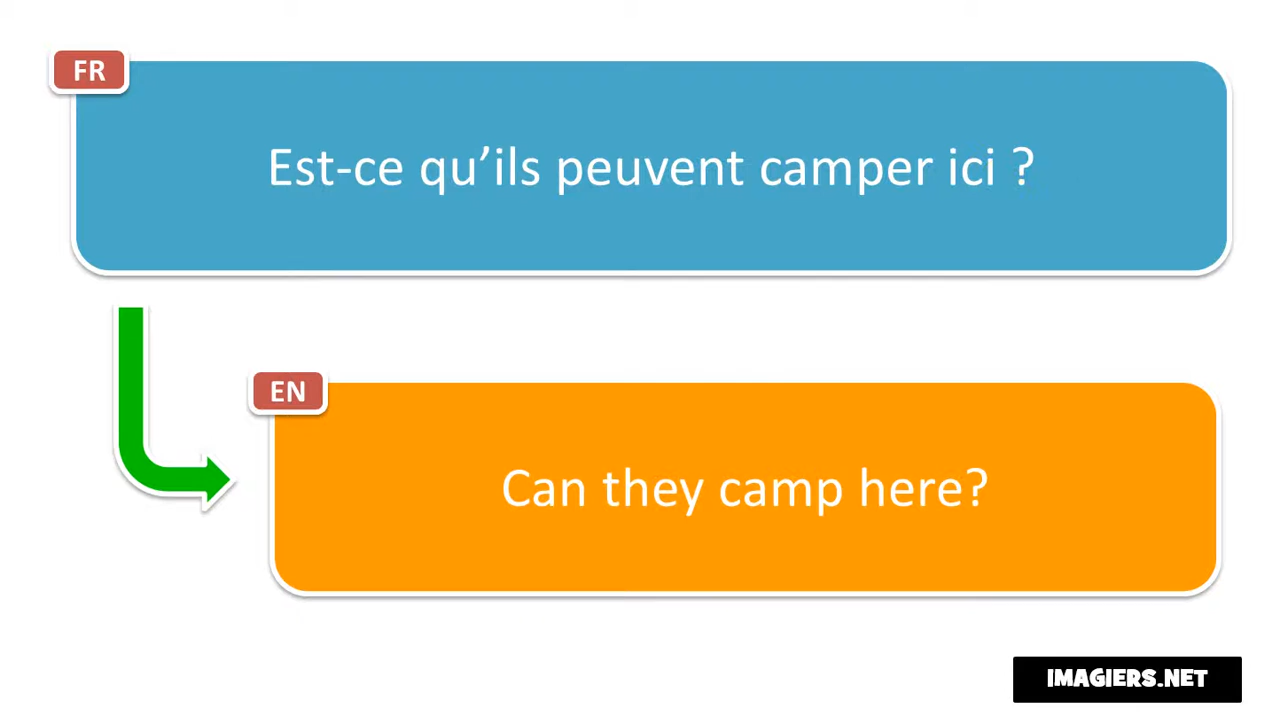 FR
Est-ce qu’ils peuvent camper ici ?
EN
Can they camp here?
IMAGIERS.NET